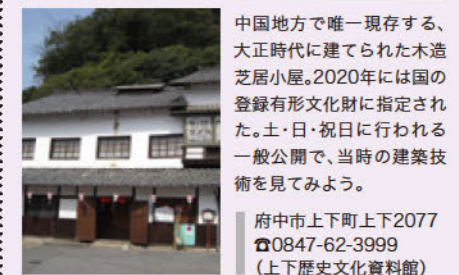 中国地方で唯一現存する、
大正時代に建てられた木造
芝居小屋。2020年には国の
登録有形文化財に指定され
た。土・日・祝日に行われる
一般公開で、当時の建築技
術を見てみよう。
府中市上下町上下2077
☎0847-62-3999
(上下歴史文化資料館)